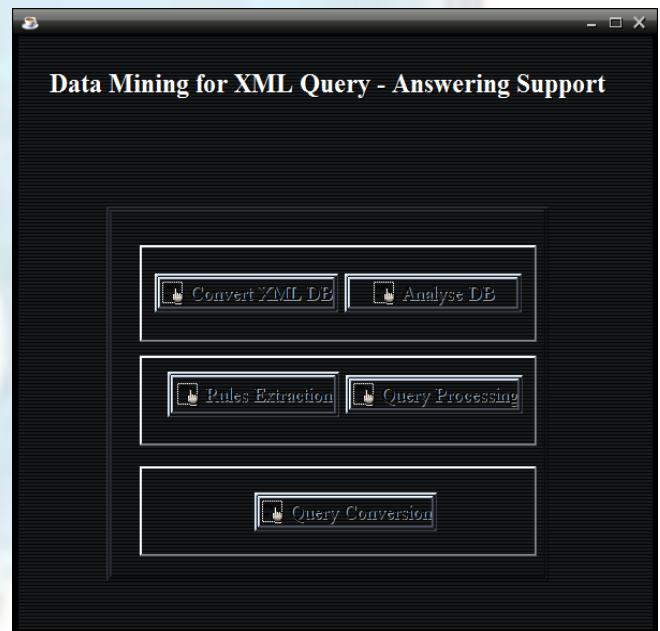 Data Mining for XML Query - Answering Support
Convert XML DB
Analyse DB
Rules Extraction
Query Processing
Query Conversion